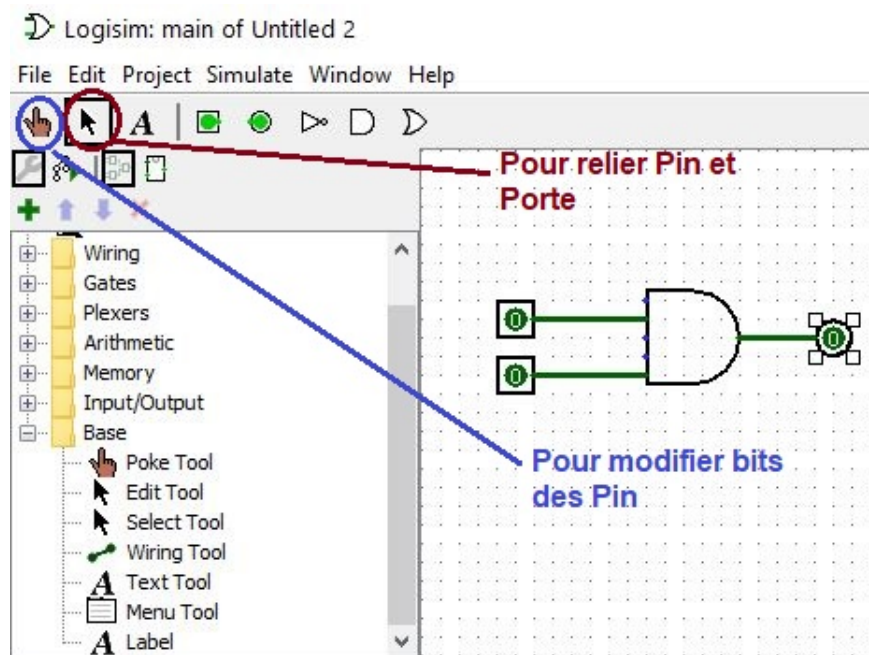 Logisim: main of Untitled 2
File Edit Project Simulate Window Help
A
Pour relier Pin et
Porte
Wiring
Gates
Plexers
Arithmetic
Memory
Input/Output
Base
Poke Tool
Edit Tool
Select Tool
Wiring Tool
A Text Tool
Menu Tool
A Label
0
0
0
Pour modifier bits
des Pin